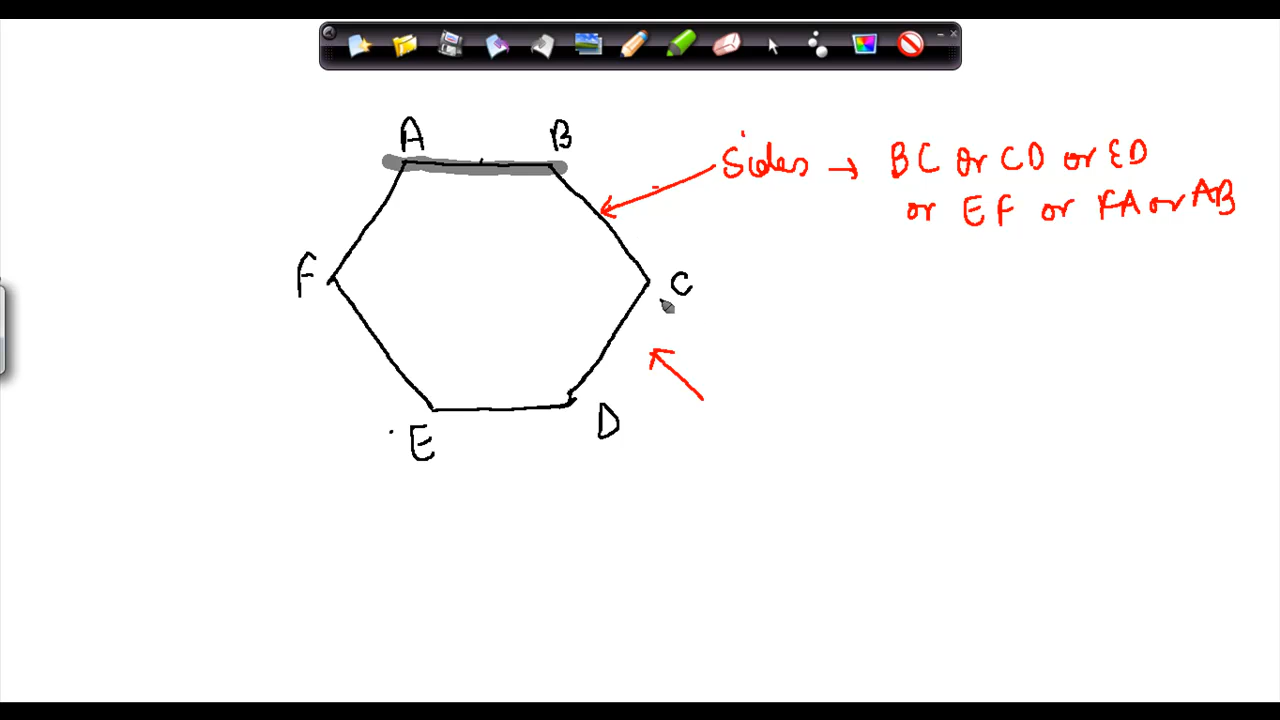 A
B
Sides → BC or CD or ED
or EF or FA or AB
F
C
E
D